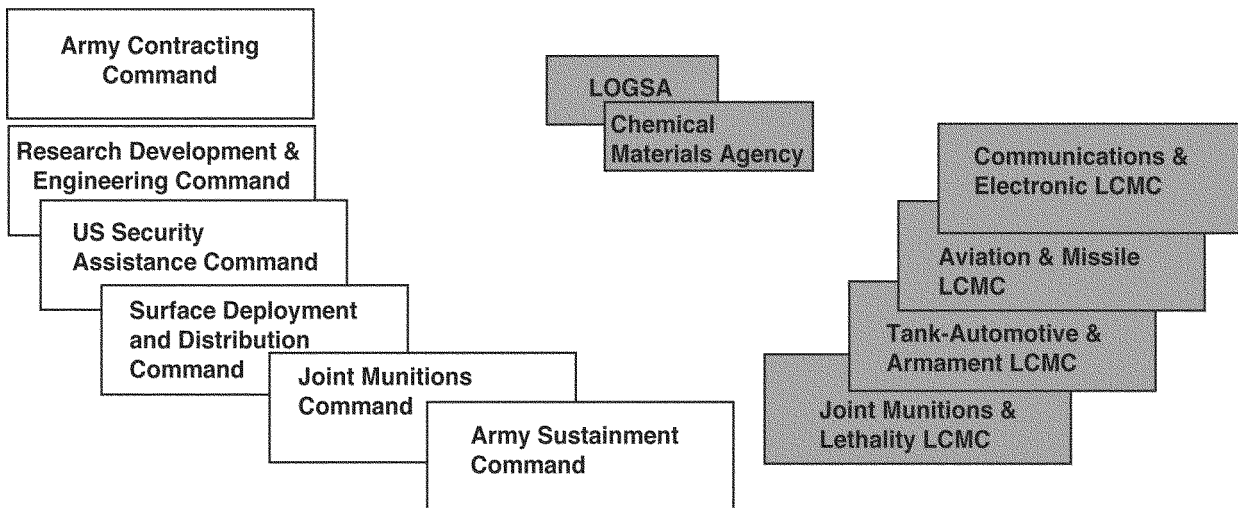 Army Contracting
Command
Research Development &
Engineering Command
US Security
Assistance Command
Surface Deployment
and Distribution
Command
Joint Munitions
Command
Army Sustainment
Command
LOGSA
Chemical
Materials Agency
Communications &
Electronic LCMC
Aviation & Missile
LCMC
Tank-Automotive &
Armament LCMC
Joint Munitions &
Lethality LCMC